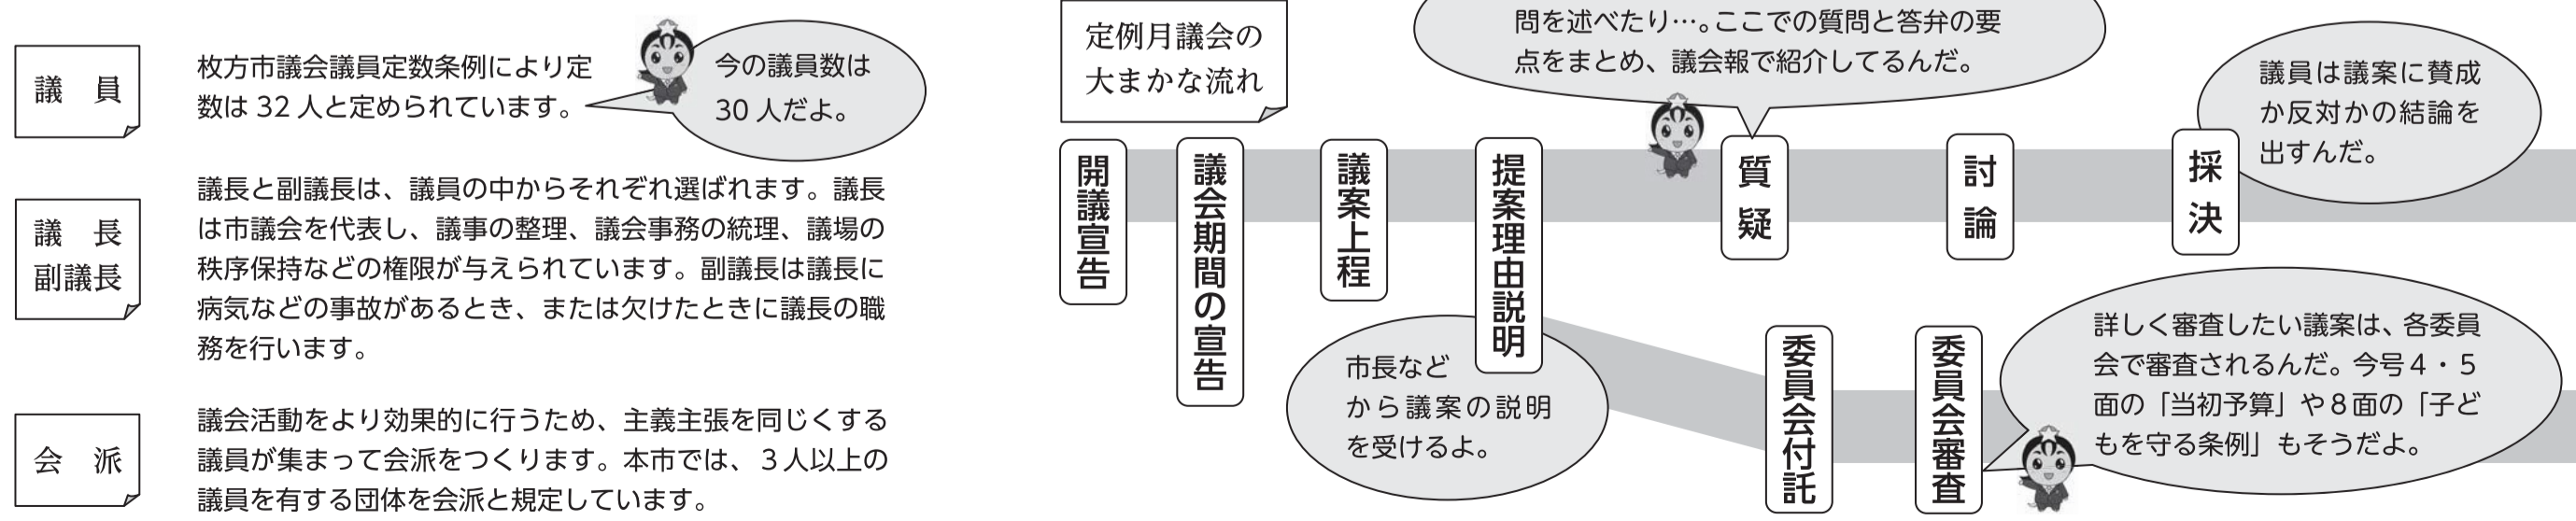 議　員
枚方市議会議員定数条例により定
数は 32 人と定められています。
今の議員数は
30 人だよ。
議　長
副議長
議長と副議長は、議員の中からそれぞれ選ばれます。議長
は市議会を代表し、議事の整理、議会事務の統理、議場の
秩序保持などの権限が与えられています。副議長は議長に
病気などの事故があるとき、または欠けたときに議長の職
務を行います。
会　派
議会活動をより効果的に行うため、主義主張を同じくする
議員が集まって会派をつくります。本市では、３人以上の
議員を有する団体を会派と規定しています。
定例月議会の
大まかな流れ
開議宣告
議会期間の宣告
議案上程
提案理由説明
市長など
から議案の説明
を受けるよ。
問を述べたり…。ここでの質問と答弁の要
点をまとめ、議会報で紹介してるんだ。
質疑
討論
採決
議員は議案に賛成
か反対かの結論を
出すんだ。
委員会付託
委員会審査
詳しく審査したい議案は、各委員
会で審査されるんだ。今号４・５
面の「当初予算」や８面の「子ど
もを守る条例」もそうだよ。